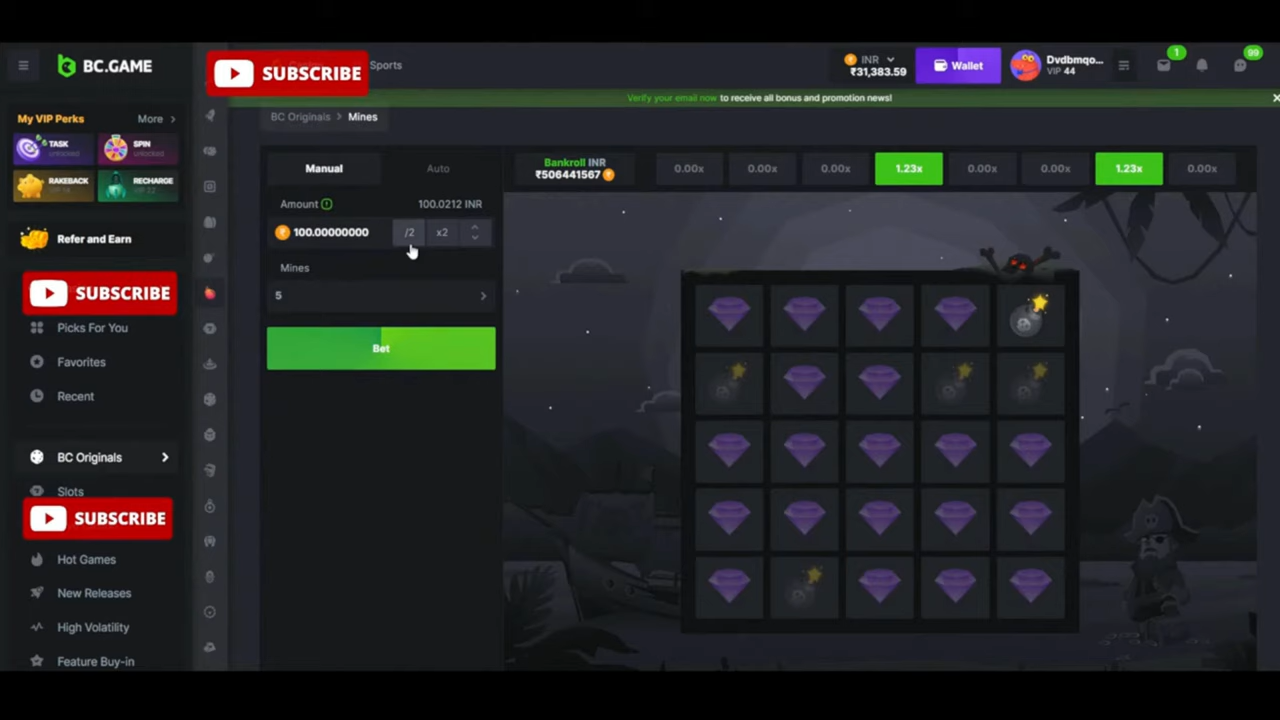 BC.GAME
SUBSCRIBE
Sports
INR
₹31,383.59
Wallet
Dvdbmqo...
VIP 44
1
99
Verify your email now to receive all bonus and promotion news!
My VIP Perks
More
TASK
unlocked
SPIN
unlocked
RAKEBACK
RECHARGE
Refer and Earn
SUBSCRIBE
Picks For You
Favorites
Recent
BC Originals
Slots
SUBSCRIBE
Hot Games
New Releases
High Volatility
Feature Buy-in
BC Originals > Mines
Manual
Auto
Amount
100.0212 INR
100.00000000
/2
x2
Mines
5
Bet
Bankroll INR
₹506441567
0.00x
0.00x
0.00x
1.23x
0.00x
0.00x
1.23x
0.00x